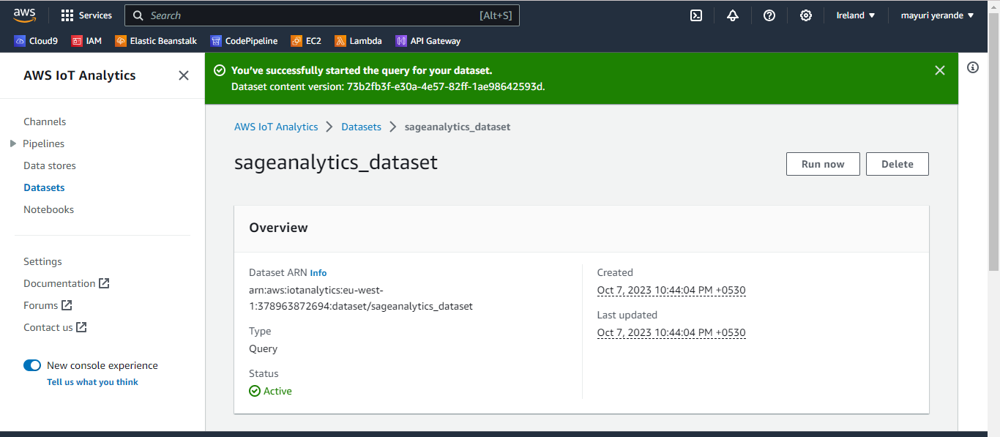 aws
Services
Search [Alt+S]
Ireland
mayuri yerande
Cloud9 IAM Elastic Beanstalk CodePipeline EC2 Lambda API Gateway
AWS IoT Analytics
Channels
Pipelines
Data stores
Datasets
Notebooks
Settings
Documentation
Forums
Contact us
New console experience
Tell us what you think
You've successfully started the query for your dataset.
Dataset content version: 73b2fb3f-e30a-4e57-82ff-1ae98642593d.
AWS IoT Analytics Datasets sageanalytics_dataset
sageanalytics_dataset
Run now Delete
Overview
Dataset ARN Info
arn:aws:iotanalytics:eu-west-
1:378963872694:dataset/sageanalytics_dataset
Type
Query
Status
Active
Created
Oct 7, 2023 10:44:04 PM +0530
Last updated
Oct 7, 2023 10:44:04 PM +0530